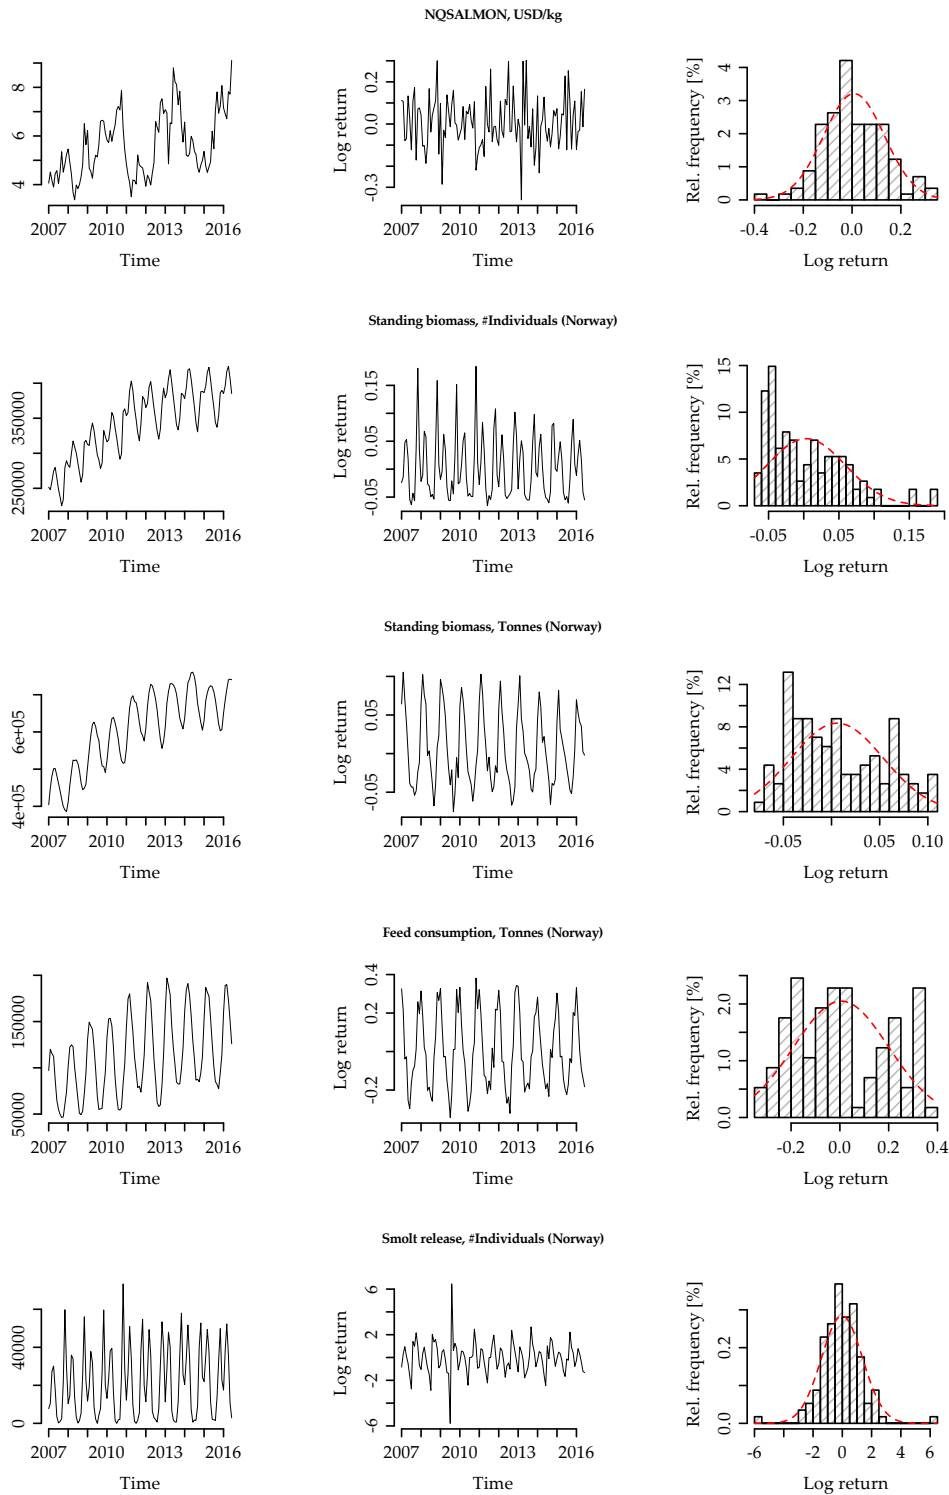 NQSALMON, USD/kg
4 6 8
2007 2010 2013 2016
Time
Log return
-0.3 0.0 0.2
2007 2010 2013 2016
Time
Rel. frequency [%]
0 1 2 3 4
-0.4 -0.2 0.0 0.2
Log return
Standing biomass, #Individuals (Norway)
250000 350000
2007 2010 2013 2016
Time
Log return
-0.05 0.05 0.15
2007 2010 2013 2016
Time
Rel. frequency [%]
0 5 10 15
-0.05 0.05 0.15
Log return
Standing biomass, Tonnes (Norway)
4e+05 6e+05
2007 2010 2013 2016
Time
Log return
-0.05 0.05
2007 2010 2013 2016
Time
Rel. frequency [%]
0 4 8 12
-0.05 0.05 0.10
Log return
Feed consumption, Tonnes (Norway)
50000 150000
2007 2010 2013 2016
Time
Log return
-0.2 0.2 0.4
2007 2010 2013 2016
Time
Rel. frequency [%]
0.0 1.0 2.0
-0.2 0.0 0.2 0.4
Log return
Smolt release, #Individuals (Norway)
0 40000
2007 2010 2013 2016
Time
Log return
-6 -2 2 6
2007 2010 2013 2016
Time
Rel. frequency [%]
0.0 0.2
-6 -2 0 2 4 6
Log return